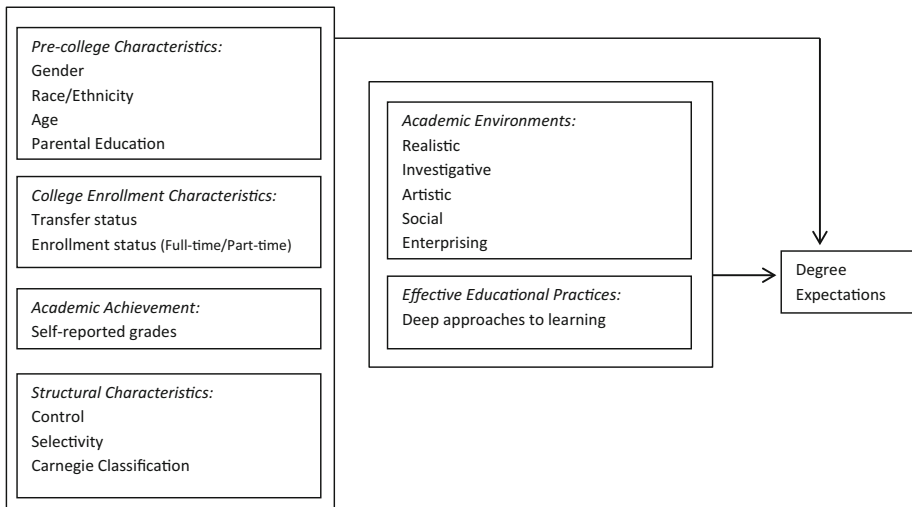 Pre-college Characteristics:
Gender
Race/Ethnicity
Age
Parental Education
College Enrollment Characteristics:
Transfer status
Enrollment status (Full-time/Part-time)
Academic Achievement:
Self-reported grades
Structural Characteristics:
Control
Selectivity
Carnegie Classification
Academic Environments:
Realistic
Investigative
Artistic
Social
Enterprising
Effective Educational Practices:
Deep approaches to learning
Degree
Expectations